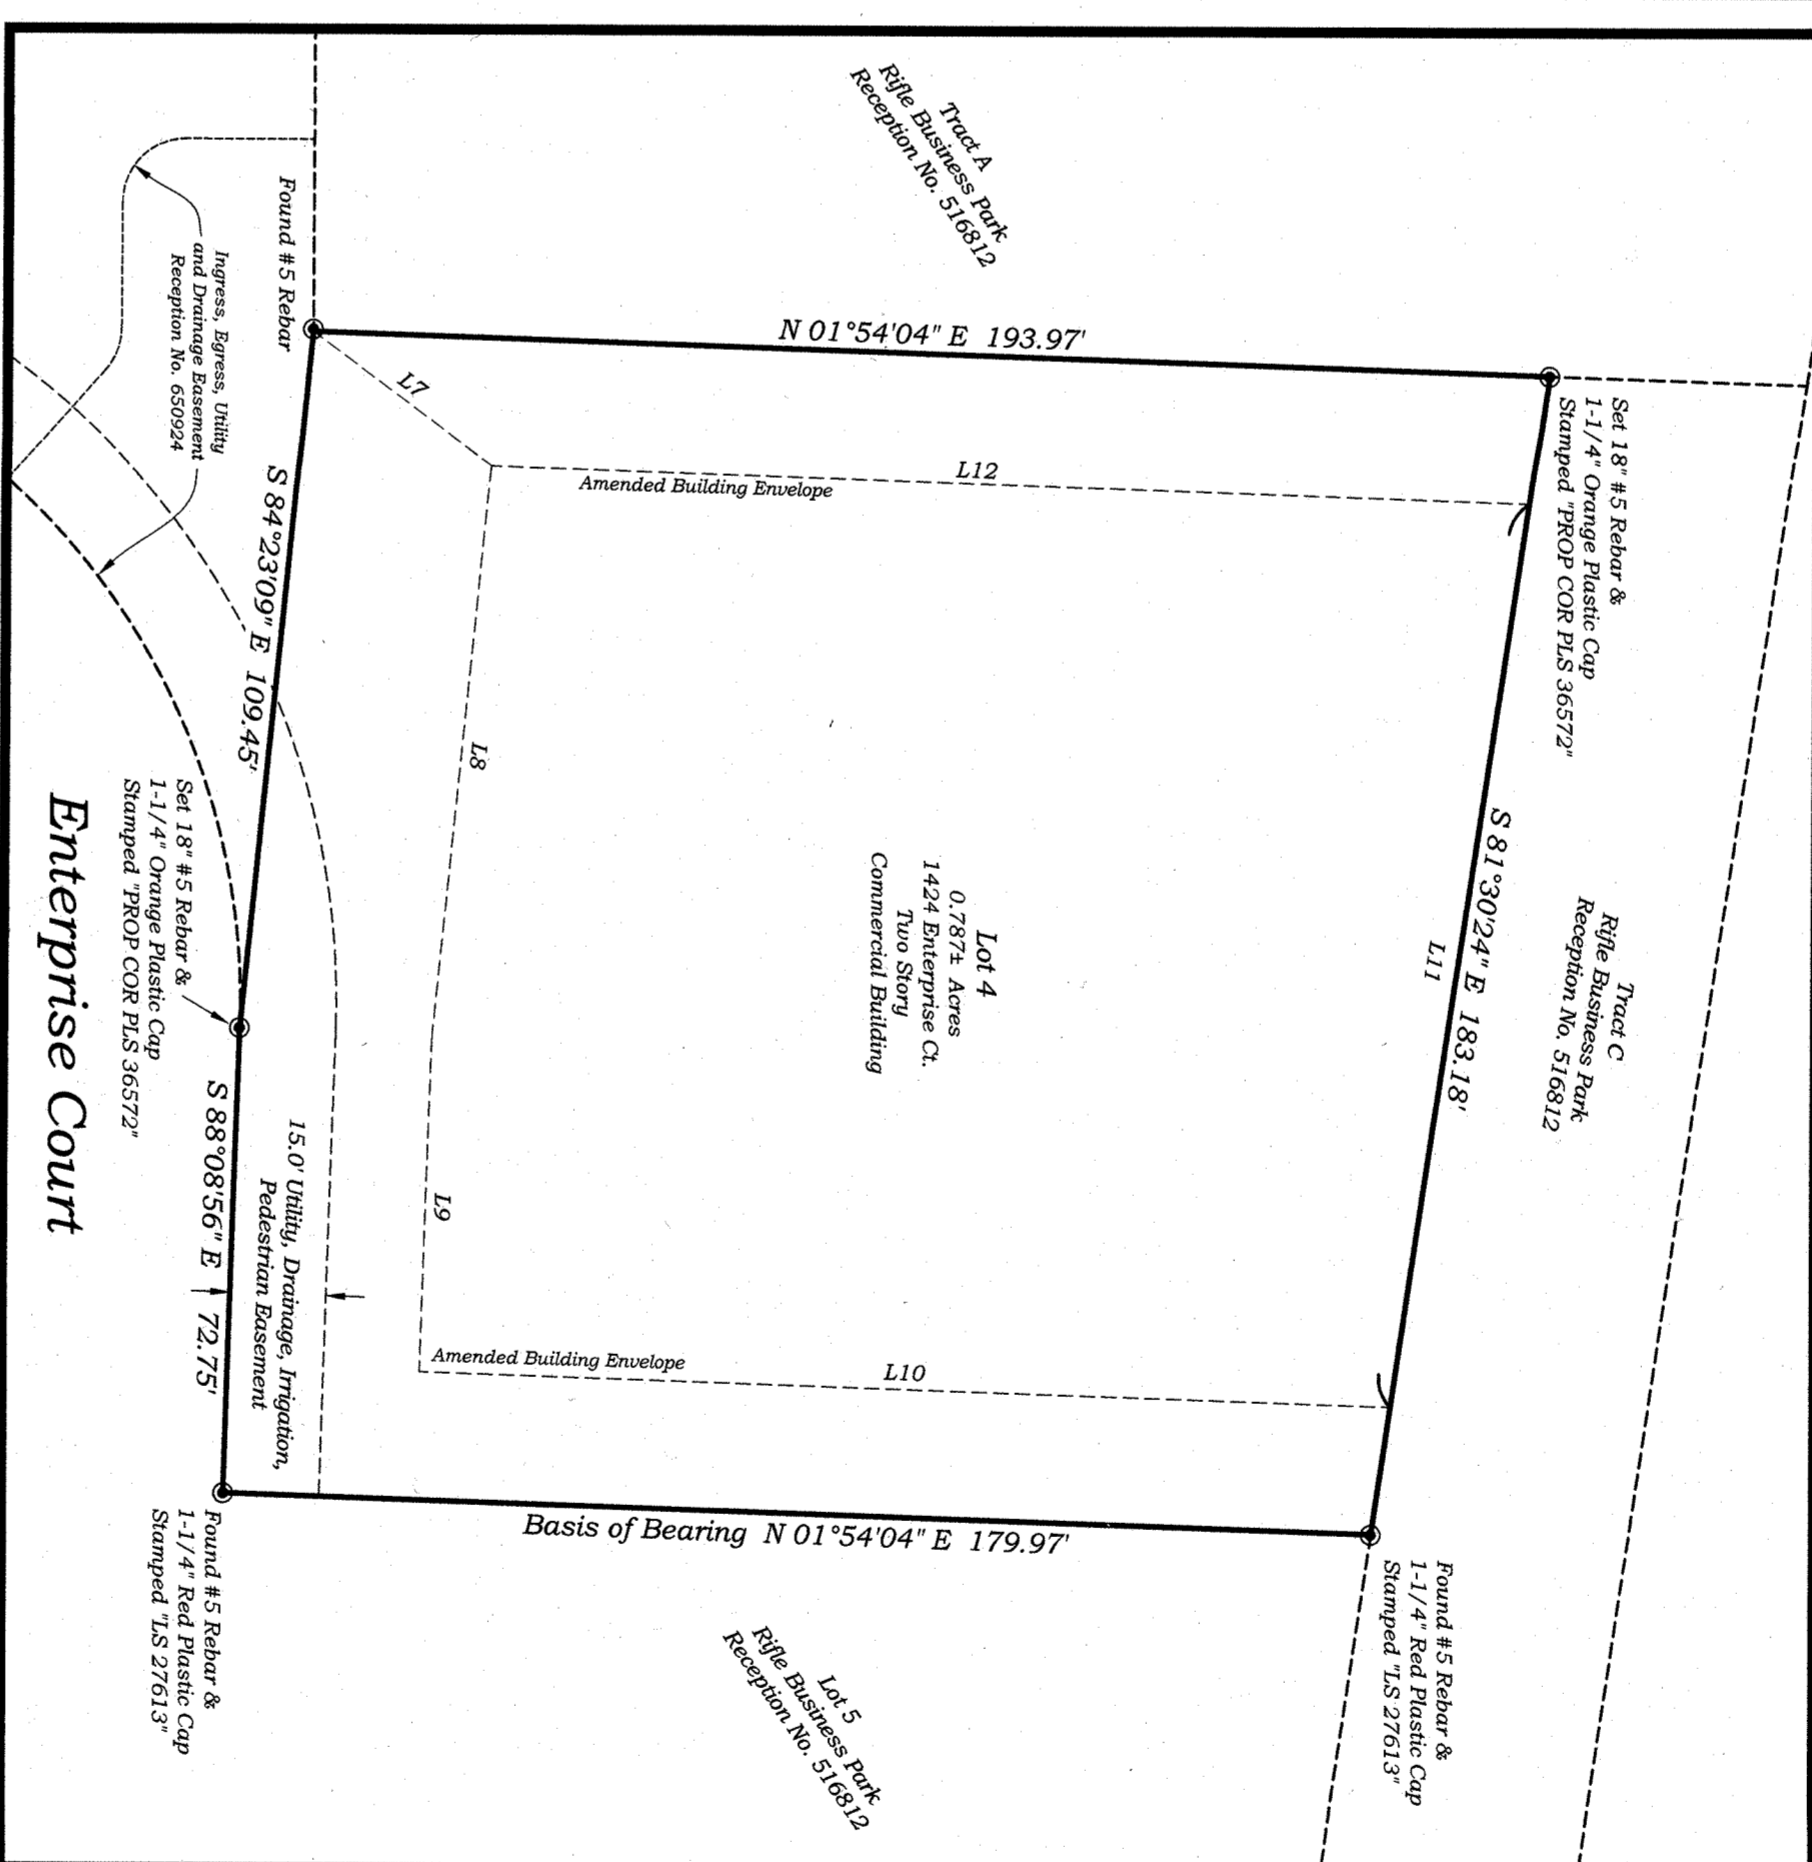 Tract A
Rifle Business Park
Reception No. 516812
Found #5 Rebar
Ingress, Egress, Utility
and Drainage Easement
Reception No. 650924
N 01°54'04" E 193.97'
Set 18" #5 Rebar &
1-1/4" Orange Plastic Cap
Stamped "PROP COR PLS 36572"
L7
L12
Amended Building Envelope
S 84°23'09" E 109.45'
L8
S 81°30'24" E 183.18'
L11
Tract C
Rifle Business Park
Reception No. 516812
Lot 4
0.787± Acres
1424 Enterprise Ct.
Two Story
Commercial Building
Set 18" #5 Rebar &
1-1/4" Orange Plastic Cap
Stamped "PROP COR PLS 36572"
Enterprise Court
S 88°08'56" E 72.75'
15.0' Utility, Drainage, Irrigation,
Pedestrian Easement
L9
Amended Building Envelope
L10
Basis of Bearing N 01°54'04" E 179.97'
Found #5 Rebar &
1-1/4" Red Plastic Cap
Stamped "LS 27613"
Found #5 Rebar &
1-1/4" Red Plastic Cap
Stamped "LS 27613"
Lot 5
Rifle Business Park
Reception No. 516812